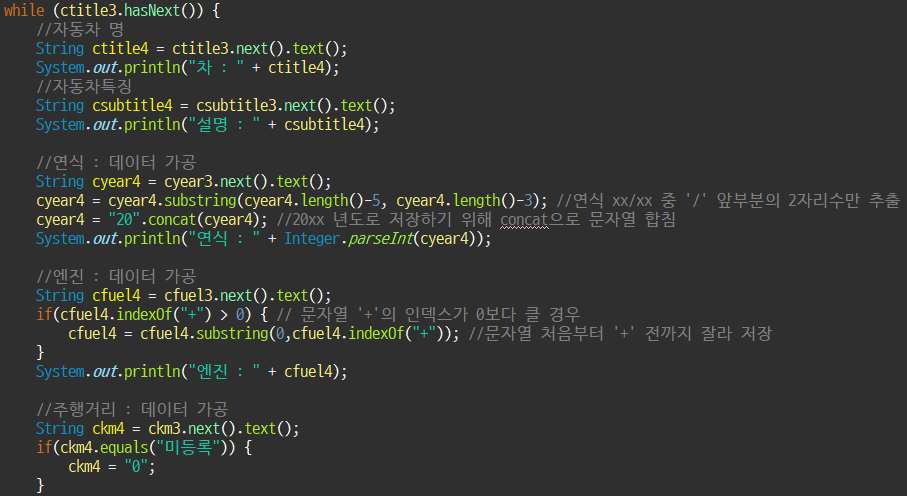 while (ctitle3.hasNext()) {
//자동차 명
String ctitle4 = ctitle3.next().text();
System.out.println("차 : " + ctitle4);
//자동차특징
String csubtitle4 = csubtitle3.next().text();
System.out.println("설명 : " + csubtitle4);
//연식 : 데이터 가공
String cyear4 = cyear3.next().text();
cyear4 = cyear4.substring(cyear4.length()-5, cyear4.length()-3); //연식 xx/xx 중 '/' 앞부분의 2자리수만 추출
cyear4 = "20".concat(cyear4); //20xx 년도로 저장하기 위해 concat으로 문자열 합침
System.out.println("연식 : " + Integer.parseInt(cyear4));
//엔진 : 데이터 가공
String cfuel4 = cfuel3.next().text();
if(cfuel4.indexOf("+") > 0) { // 문자열 '+'의 인덱스가 0보다 클 경우
cfuel4 = cfuel4.substring(0,cfuel4.indexOf("+")); //문자열 처음부터 '+' 전까지 잘라 저장
}
System.out.println("엔진 : " + cfuel4);
//주행거리 : 데이터 가공
String ckm4 = ckm3.next().text();
if(ckm4.equals("미등록")) {
ckm4 = "0";
}